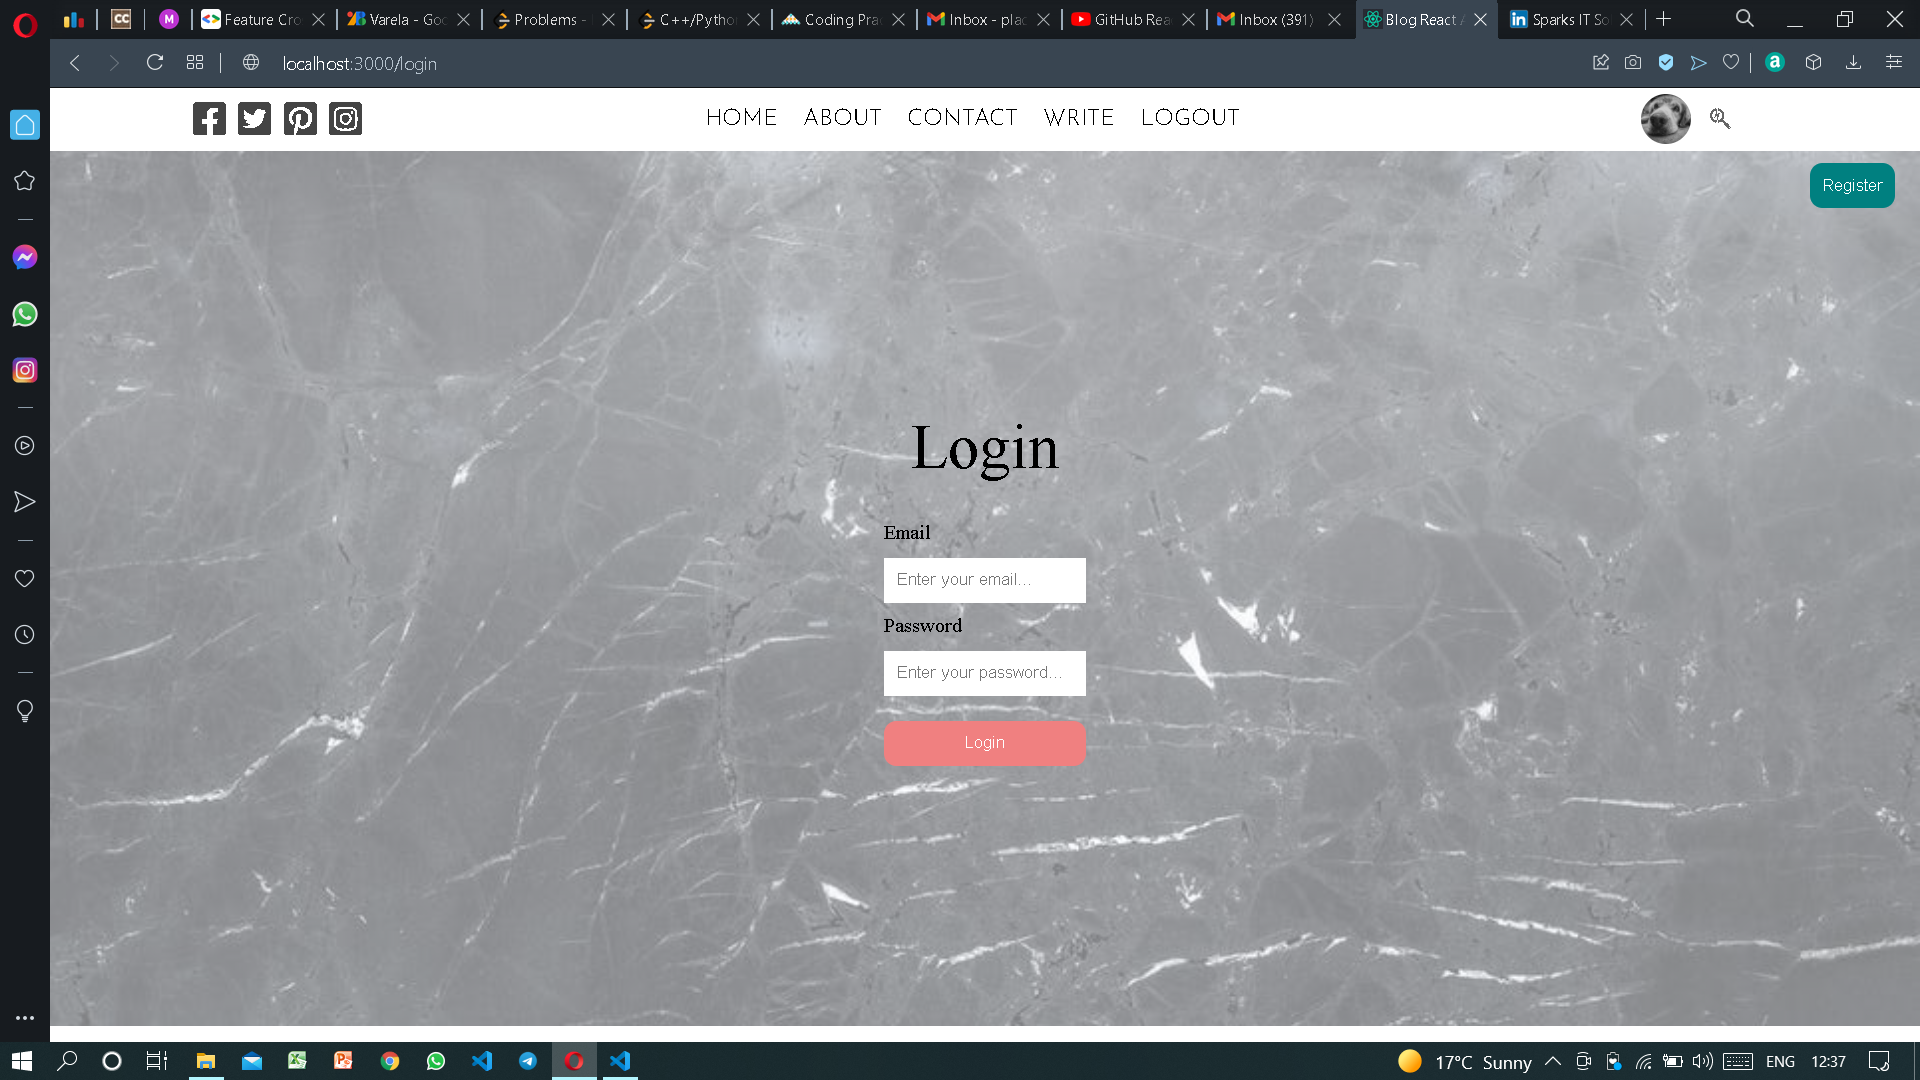 Feature Cro
Varela - Goo
Problems -
C++/Pytho
Coding Pra
Inbox - plac
GitHub Rea
Inbox (391)
Blog React A
Sparks IT So
localhost:3000/login
HOME ABOUT CONTACT WRITE LOGOUT
Register
Login
Email
Enter your email...
Password
Enter your password...
Login
17°C Sunny
ENG
12:37